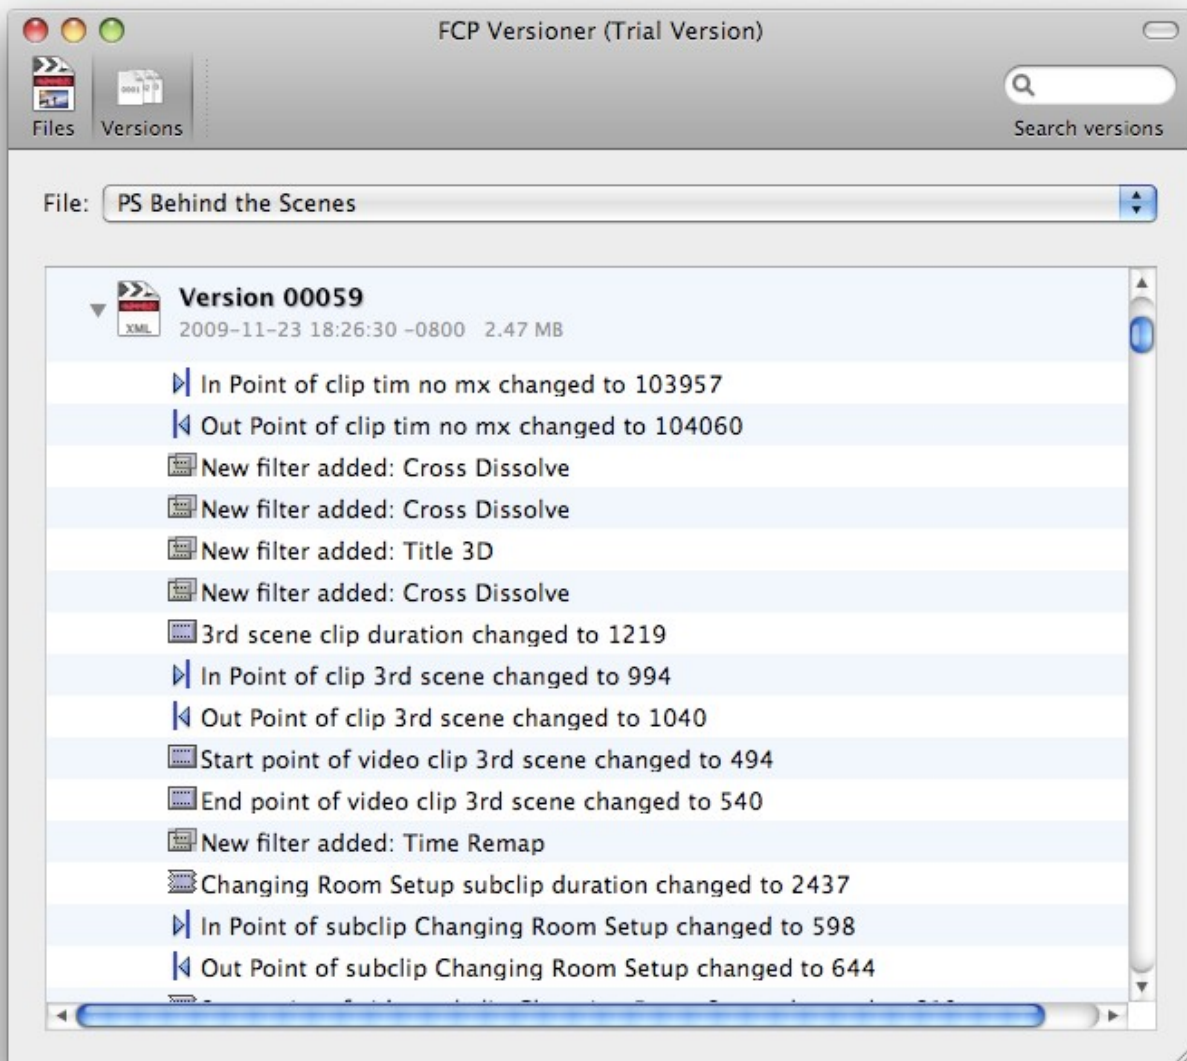 FCP Versioner (Trial Version)
Files
Versions
Search versions
File: PS Behind the Scenes
XML
Version 00059
2009-11-23 18:26:30 -0800 2.47 MB
In Point of clip tim no mx changed to 103957
Out Point of clip tim no mx changed to 104060
New filter added: Cross Dissolve
New filter added: Cross Dissolve
New filter added: Title 3D
New filter added: Cross Dissolve
3rd scene clip duration changed to 1219
In Point of clip 3rd scene changed to 994
Out Point of clip 3rd scene changed to 1040
Start point of video clip 3rd scene changed to 494
End point of video clip 3rd scene changed to 540
New filter added: Time Remap
Changing Room Setup subclip duration changed to 2437
In Point of subclip Changing Room Setup changed to 598
Out Point of subclip Changing Room Setup changed to 644